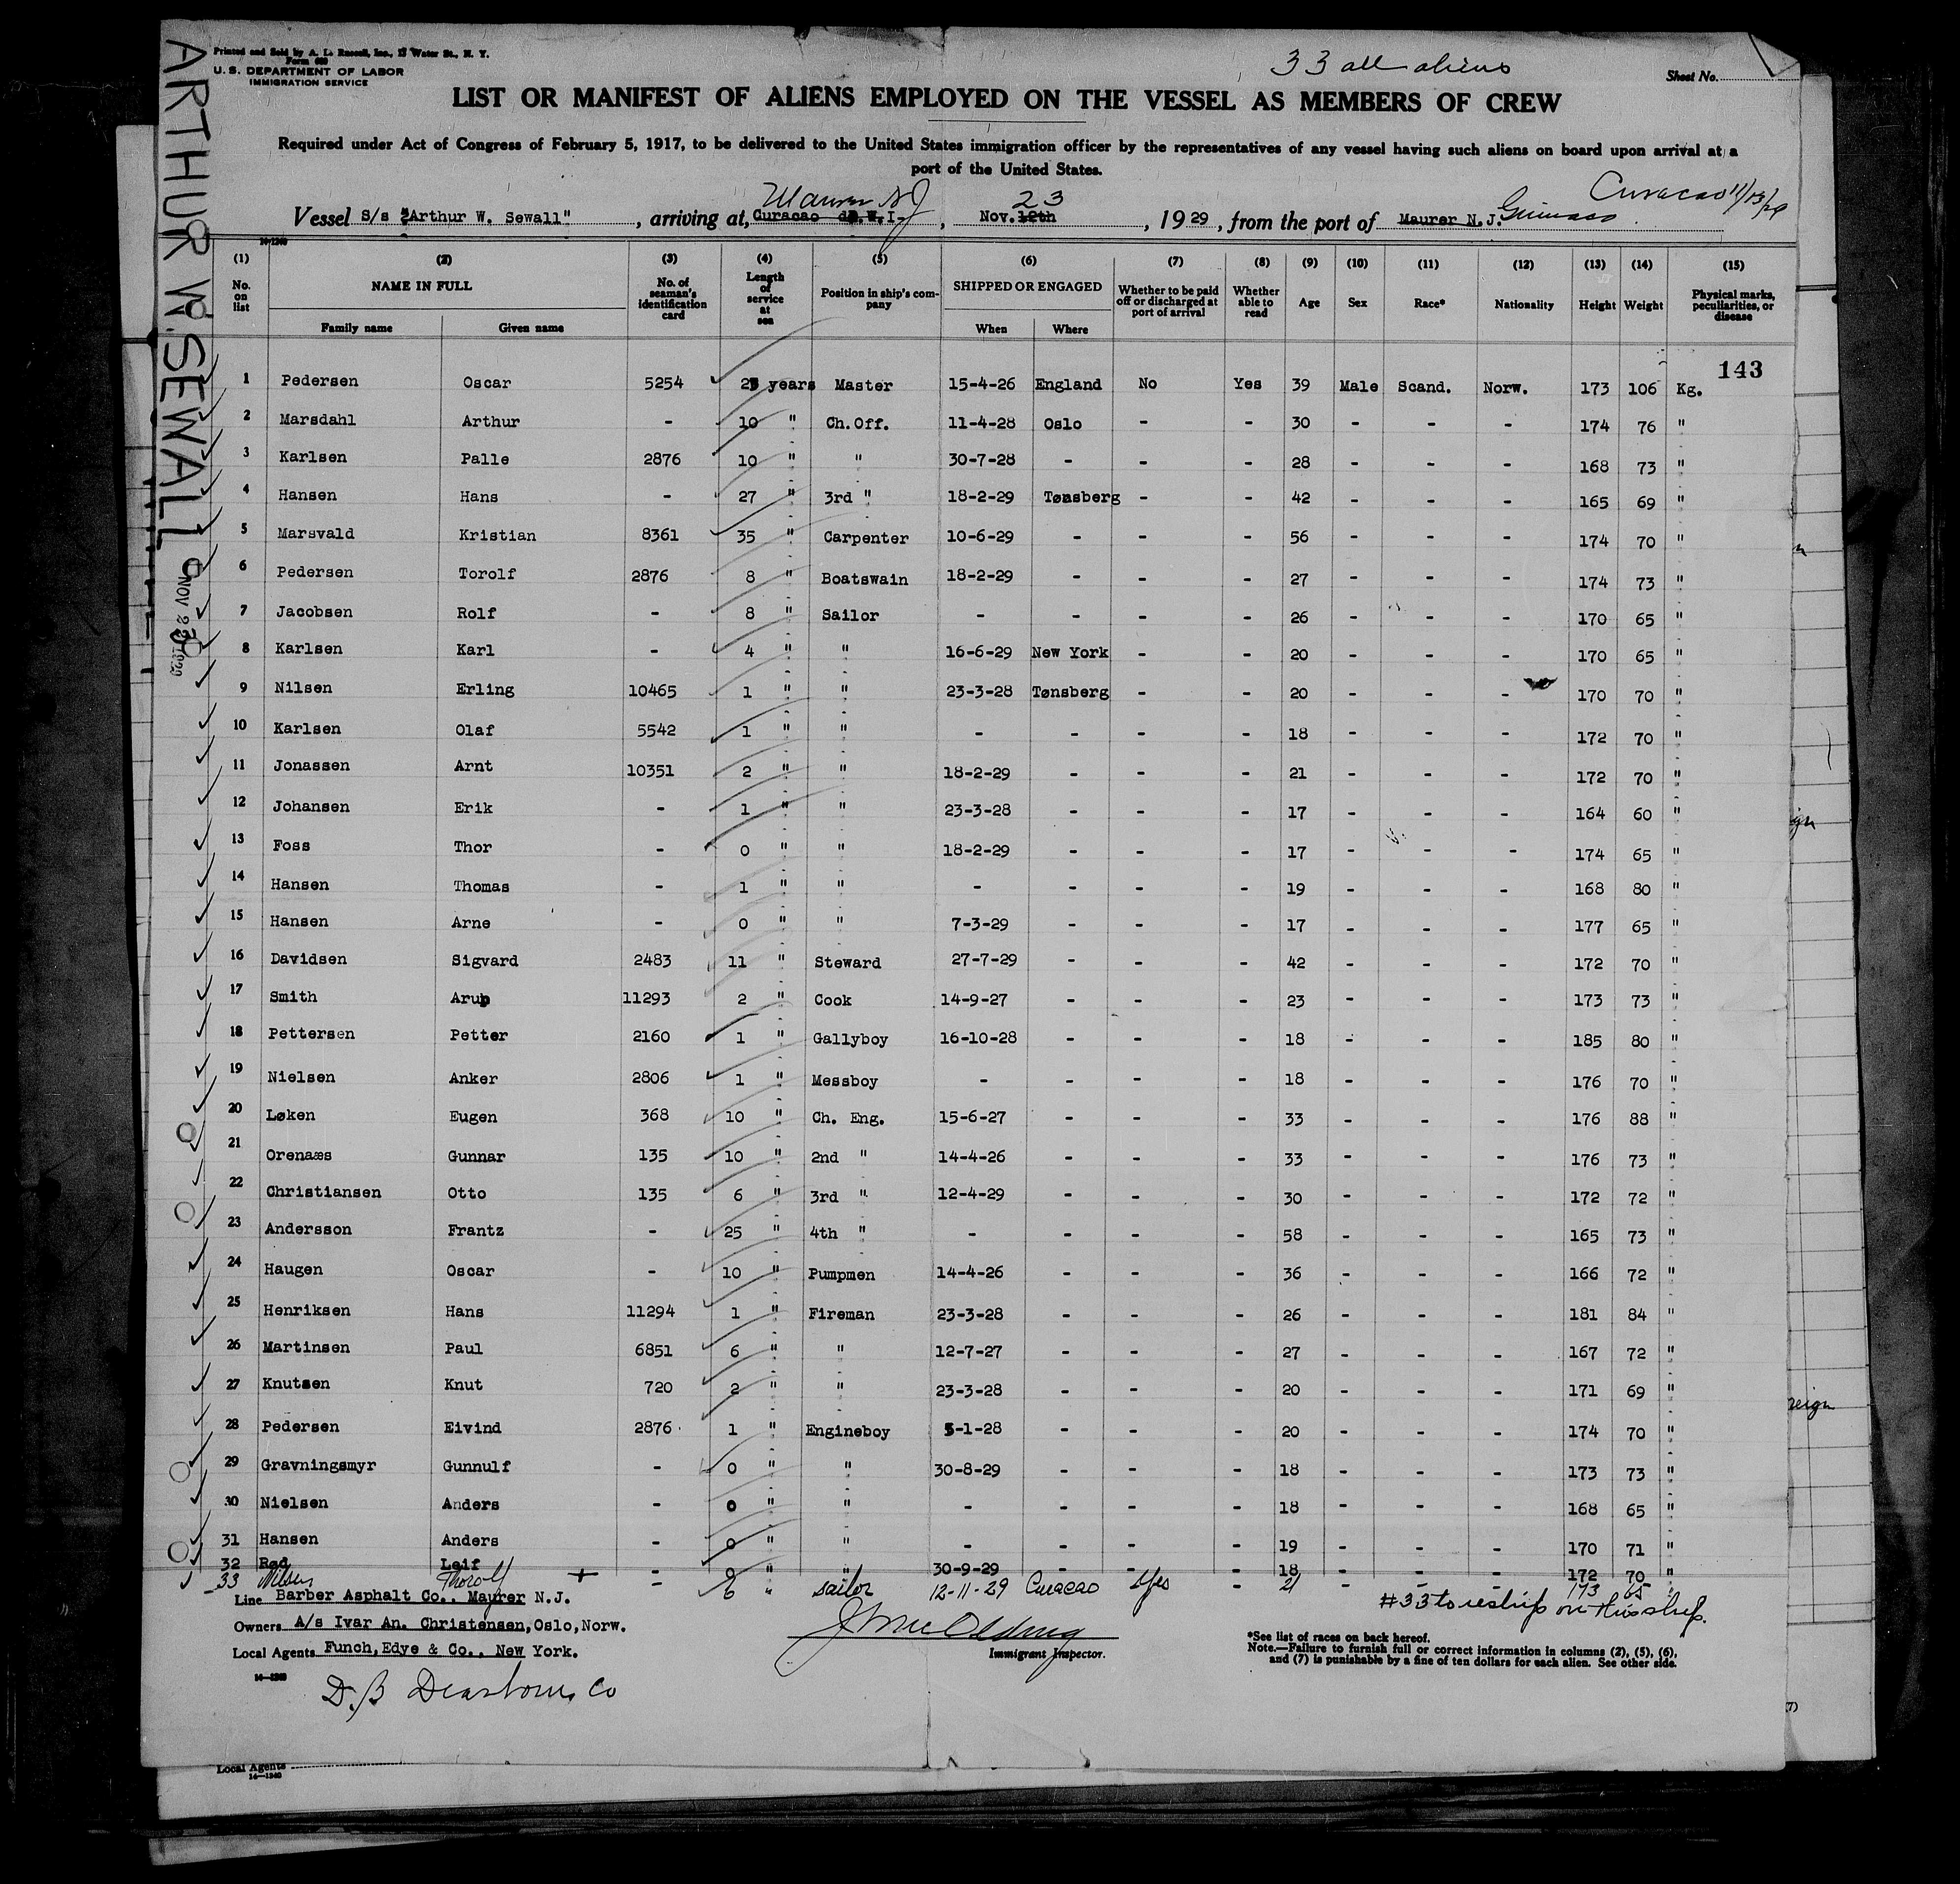 Printed and Sold by A. L. Russell, Inc., Water St., N. Y.
Form 689
U. S. DEPARTMENT OF LABOR
IMMIGRATION SERVICE
33 all aliens
Sheet No.
LIST OR MANIFEST OF ALIENS EMPLOYED ON THE VESSEL AS MEMBERS OF CREW
Required under Act of Congress of February 5, 1917, to be delivered to the United States immigration officer by the representatives of any vessel having such aliens on board upon arrival at a
port of the United States.
Maurer NJ 23 Curacao 11/13/29
Vessel S/s "Arthur W. Sewall", arriving at, Curacao d.W.I., Nov. 12th, 1929, from the port of Maurer N.J.
ARTHUR W. SEWALL
NOV 2
14-1240
(1) (2) (3) (4) (5) (6) (7) (8) (9) (10) (11) (12) (13) (14) (15)
No. on list NAME IN FULL No. of seaman's identification card Length of service at sea Position in ship's company SHIPPED OR ENGAGED Whether to be paid off or discharged at port of arrival Whether able to read Age Sex Race* Nationality Height Weight Physical marks, peculiarities, or disease
Family name Given name When Where
143
1 Pedersen Oscar 5254 years Master 15-4-26 England No Yes 39 Male Scand. Norw. 173 106 Kg.
2 Marsdahl Arthur - 10 " Ch.Off. 11-4-28 Oslo - - 30 - - - 174 76 "
3 Karlsen Palle 2876 10 " " 30-7-28 - - - 28 - - - 168 73 "
4 Hansen Hans - 27 " 3rd " 18-2-29 Tønsberg - - 42 - - - 165 69 "
5 Marsvald Kristian 8361 35 " Carpenter 10-6-29 - - - 56 - - - 174 70 "
6 Pedersen Torolf 2876 8 " Boatswain 18-2-29 - - - 27 - - - 174 73 "
7 Jacobsen Rolf - 8 " Sailor - - - - 26 - - - 170 65 "
8 Karlsen Karl - 4 " " 16-6-29 New York - - 20 - - - 170 65 "
9 Nilsen Erling 10465 1 " " 23-3-28 Tønsberg - - 20 - - - 170 70 "
10 Karlsen Olaf 5542 1 " " - - - - 18 - - - 172 70 "
11 Jonassen Arnt 10351 2 " " 18-2-29 - - - 21 - - - 172 70 "
12 Johansen Erik - 1 " " 23-3-28 - - - 17 - - - 164 60 "
13 Foss Thor - 0 " " 18-2-29 - - - 17 - - - 174 65 "
14 Hansen Thomas - 1 " " - - - - 19 - - - 168 80 "
15 Hansen Arne - 0 " " 7-3-29 - - - 17 - - - 177 65 "
16 Davidsen Sigvard 2483 11 " Steward 27-7-29 - - - 42 - - - 172 70 "
17 Smith Arup 11293 2 " Cook 14-9-27 - - - 23 - - - 173 73 "
18 Pettersen Petter 2160 1 " Gallyboy 16-10-28 - - - 18 - - - 185 80 "
19 Nielsen Anker 2806 1 " Messboy - - - - 18 - - - 176 70 "
20 Løken Eugen 368 10 " Ch. Eng. 15-6-27 - - - 33 - - - 176 88 "
21 Orenaæs Gunnar 135 10 " 2nd " 14-4-26 - - - 33 - - - 176 73 "
22 Christiansen Otto 135 6 " 3rd " 12-4-29 - - - 30 - - - 172 72 "
23 Andersson Frantz - 25 " 4th " - - - - 58 - - - 165 73 "
24 Haugen Oscar - 10 " Pumpmen 14-4-26 - - - 36 - - - 166 72 "
25 Henriksen Hans 11294 1 " Fireman 23-3-28 - - - 26 - - - 181 84 "
26 Martinsen Paul 6851 6 " " 12-7-27 - - - 27 - - - 167 72 "
27 Knutsen Knut 720 2 " " 23-3-28 - - - 20 - - - 171 69 "
28 Pedersen Eivind 2876 1 " Engineboy 5-1-28 - - - 20 - - - 174 70 "
29 Gravningsmyr Gunnulf - 0 " " 30-8-29 - - - 18 - - - 173 73 "
30 Nielsen Anders - 0 " " - - - - 18 - - - 168 65 "
31 Hansen Anders - 0 " " - - - - 19 - - - 170 71 "
32 Rød Leif - 0 " " 30-9-29 - - - 18 - - - 172 70 "
33 Nilsen Thorolf - 6 " sailor 12-11-29 Curacao Yes - 21 - - - 173 65 "
Line Barber Asphalt Co., Maurer N.J.
#33 to reship on this ship.
Owners A/s Ivar An. Christensen, Oslo, Norw.
Local Agents Funch, Edye & Co., New York.
Immigrant Inspector.
*See list of races on back hereof.
Note.—Failure to furnish full or correct information in columns (2), (5), (6),
and (7) is punishable by a fine of ten dollars for each alien. See other side.
14-1240
D. B Dearborn Co
Local Agents
14-1240